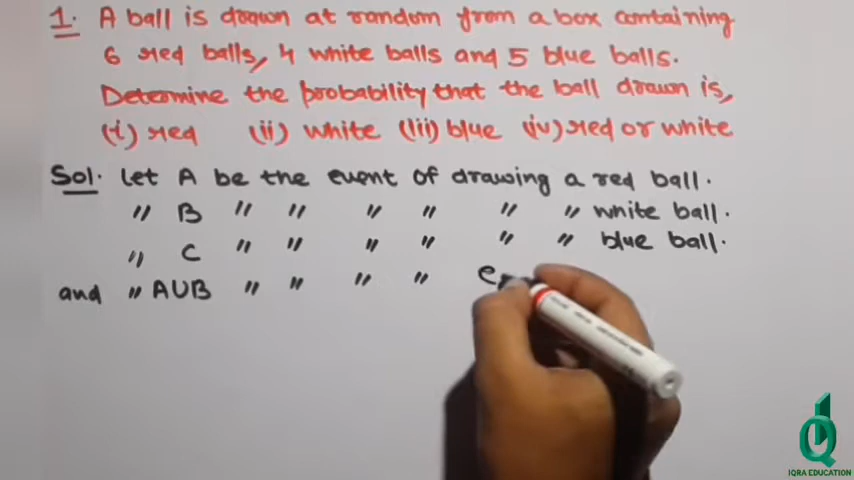 1. A ball is drawn at random from a box containing
6 red balls, 4 white balls and 5 blue balls.
Determine the probability that the ball drawn is,
(i) red (ii) white (iii) blue (iv) red or white
Sol. Let A be the event of drawing a red ball.
" B " " " " " " white ball.
" C " " " " " " blue ball.
and " AUB " " " "
IQRA EDUCATION